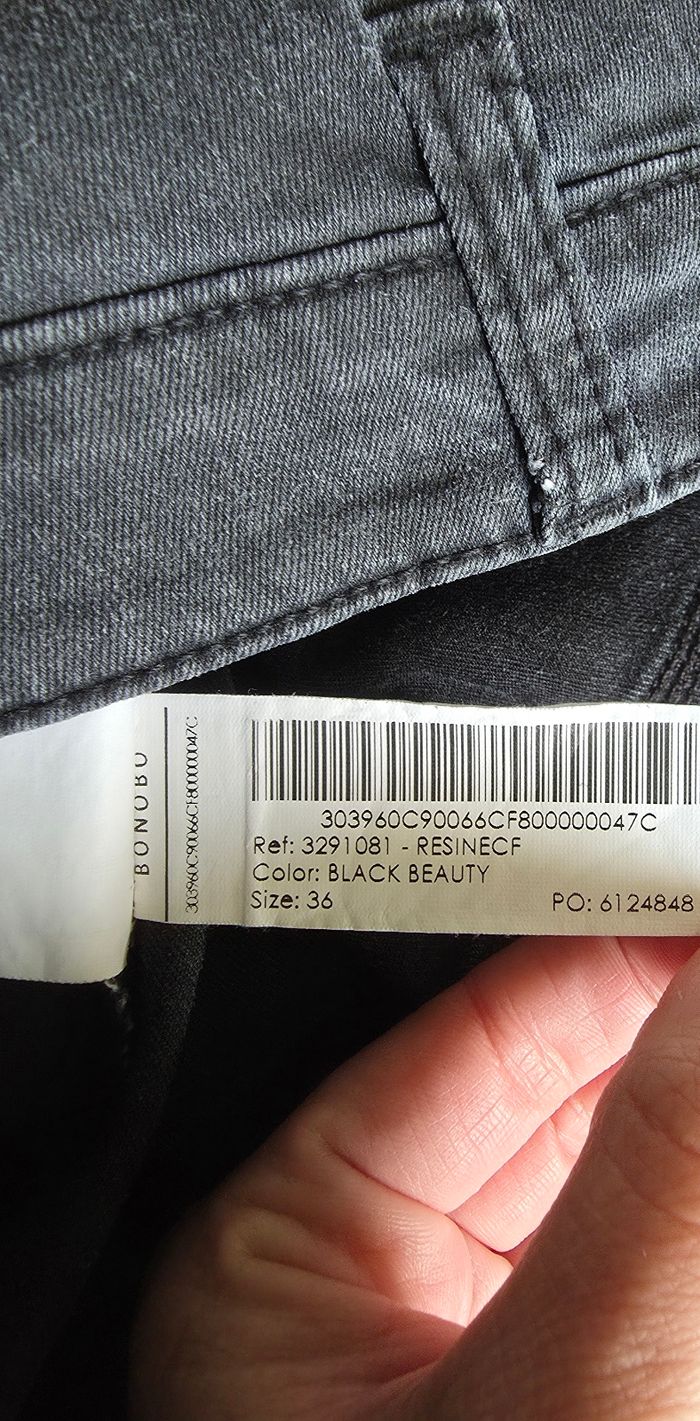 BONOBO
303960C90066CF800000047C
303960C90066CF800000047C
Ref: 3291081 - RESINECF
Color: BLACK BEAUTY
Size: 36
PO: 6124848